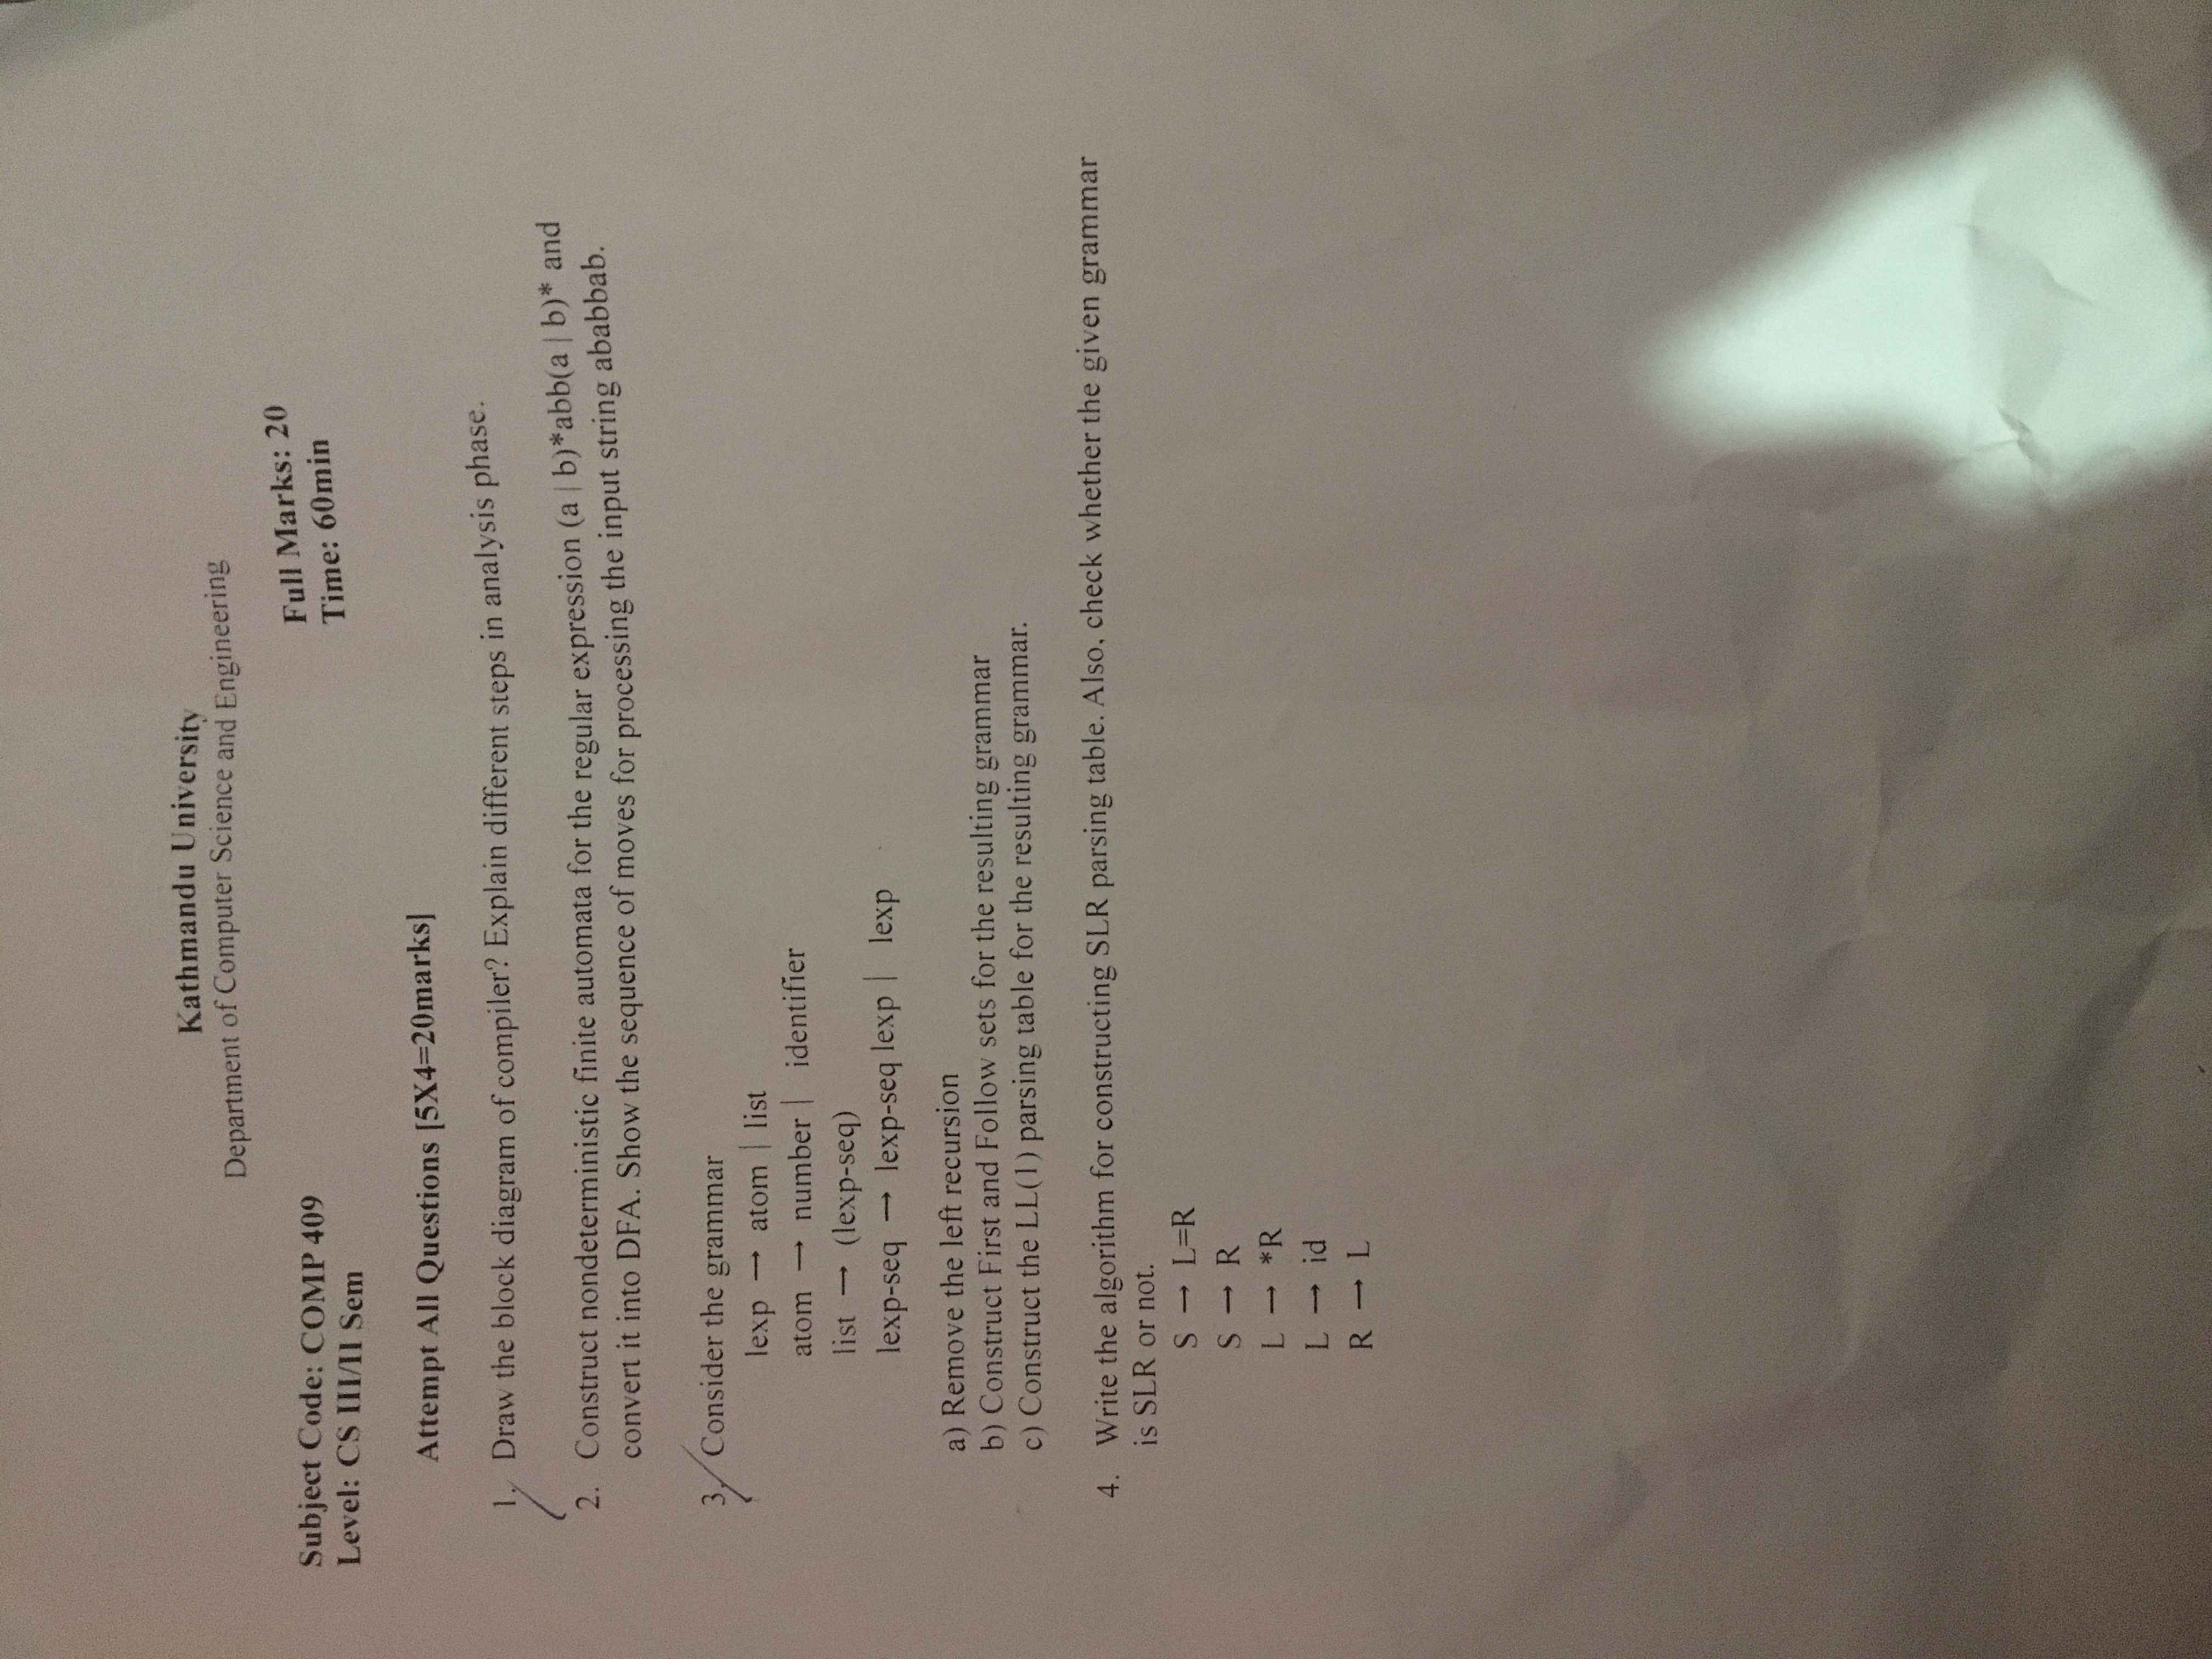 Kathmandu University
Department of Computer Science and Engineering
Full Marks: 20
Subject Code: COMP 409
Time: 60min
Level: CS III/II Sem
Attempt All Questions [5X4=20marks]
1. Draw the block diagram of compiler? Explain different steps in analysis phase.
2. Construct nondeterministic finite automata for the regular expression (a | b)*abb(a | b)* and
convert it into DFA. Show the sequence of moves for processing the input string ababbab.
3. Consider the grammar
lexp → atom | list
atom → number | identifier
list → (lexp-seq)
lexp-seq → lexp-seq lexp | lexp
a) Remove the left recursion
b) Construct First and Follow sets for the resulting grammar
c) Construct the LL(1) parsing table for the resulting grammar.
4. Write the algorithm for constructing SLR parsing table. Also, check whether the given grammar
is SLR or not.
S → L=R
S → R
L → *R
L → id
R → L